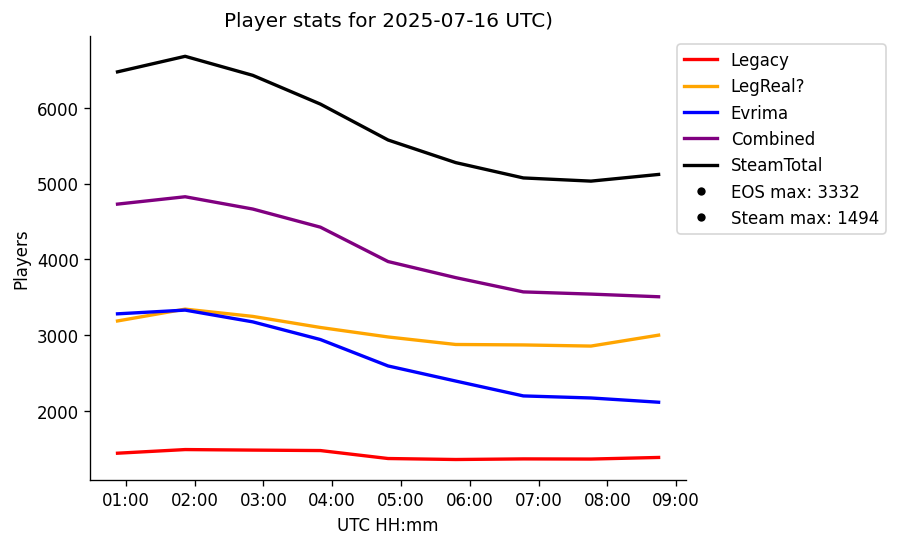 Player stats for 2025-07-16 UTC)
Legacy
LegReal?
Evrima
Combined
SteamTotal
EOS max: 3332
Steam max: 1494
Players
6000
5000
4000
3000
2000
01:00 02:00 03:00 04:00 05:00 06:00 07:00 08:00 09:00
UTC HH:mm